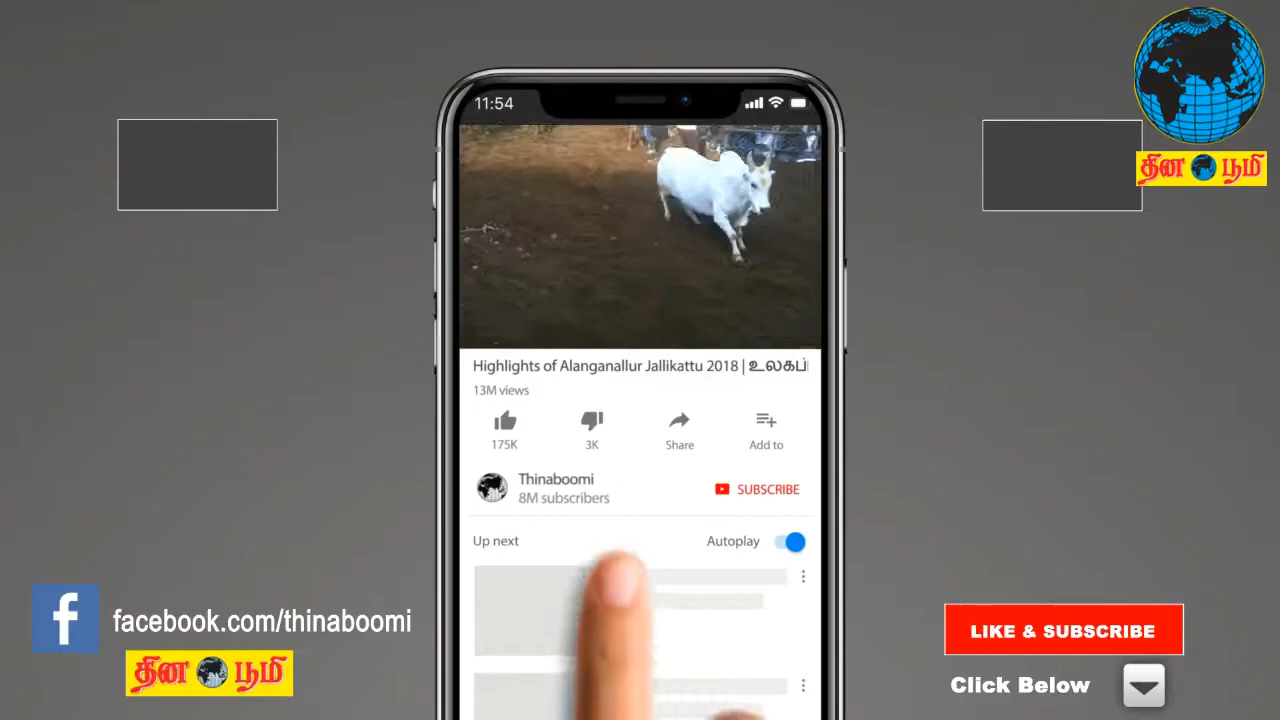 11:54
தின பூமி
Highlights of Alanganallur Jallikattu 2018 | உலகப்
13M views
175K
3K
Share
Add to
Thinaboomi
8M subscribers
SUBSCRIBE
Up next
Autoplay
facebook.com/thinaboomi
தின பூமி
LIKE & SUBSCRIBE
Click Below